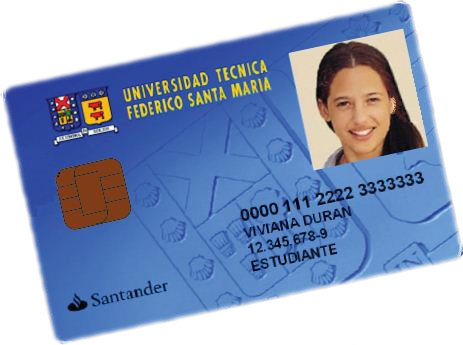 UNIVERSIDAD TECNICA
FEDERICO SANTA MARIA
0000 111 2222 3333333
VIVIANA DURAN
12.345.678-9
ESTUDIANTE
Santander